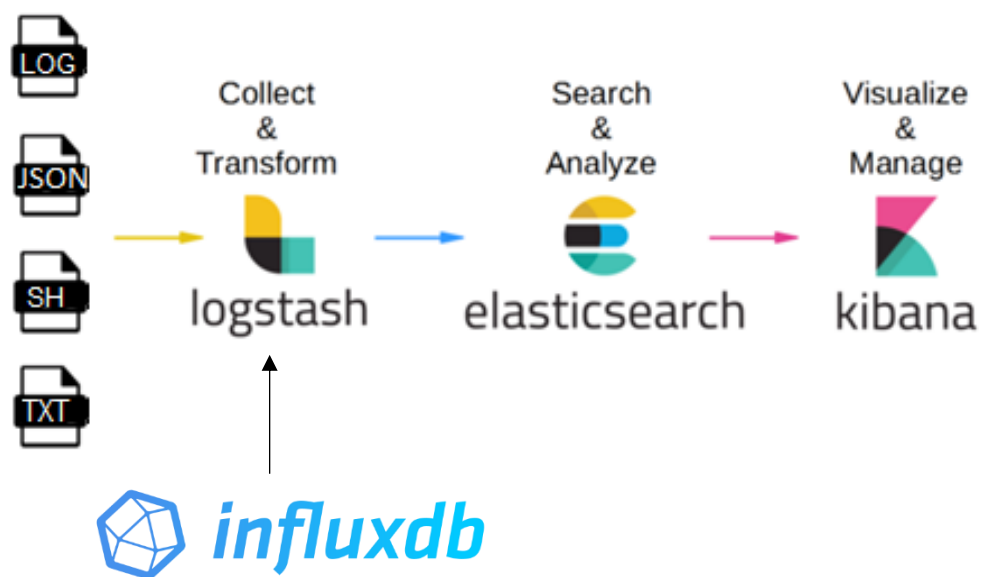 LOG
JSON
SH
TXT
Collect
&
Transform
logstash
Search
&
Analyze
elasticsearch
Visualize
&
Manage
kibana
influxdb